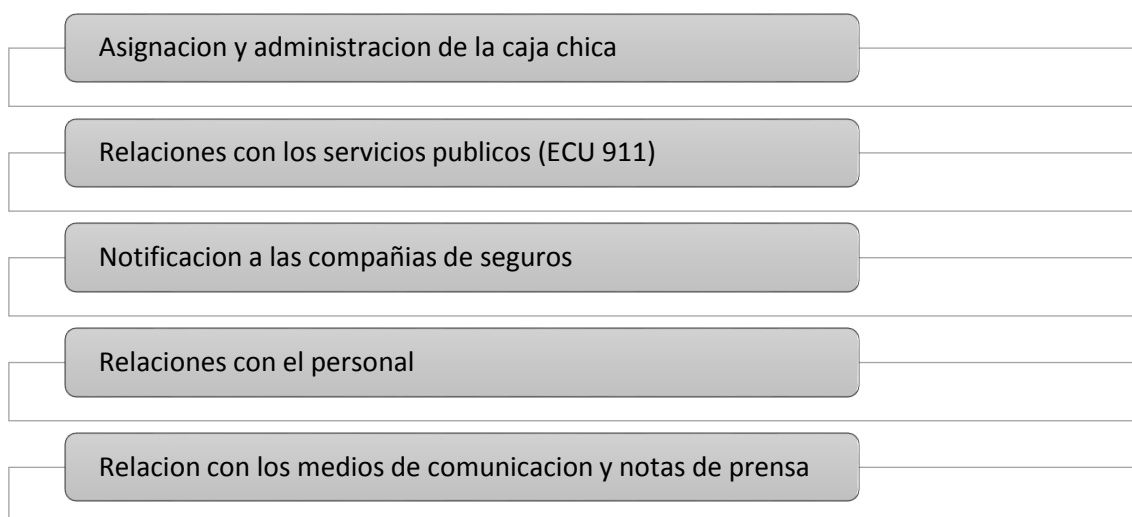 Asignacion y administracion de la caja chica
Relaciones con los servicios publicos (ECU 911)
Notificacion a las compañias de seguros
Relaciones con el personal
Relacion con los medios de comunicacion y notas de prensa